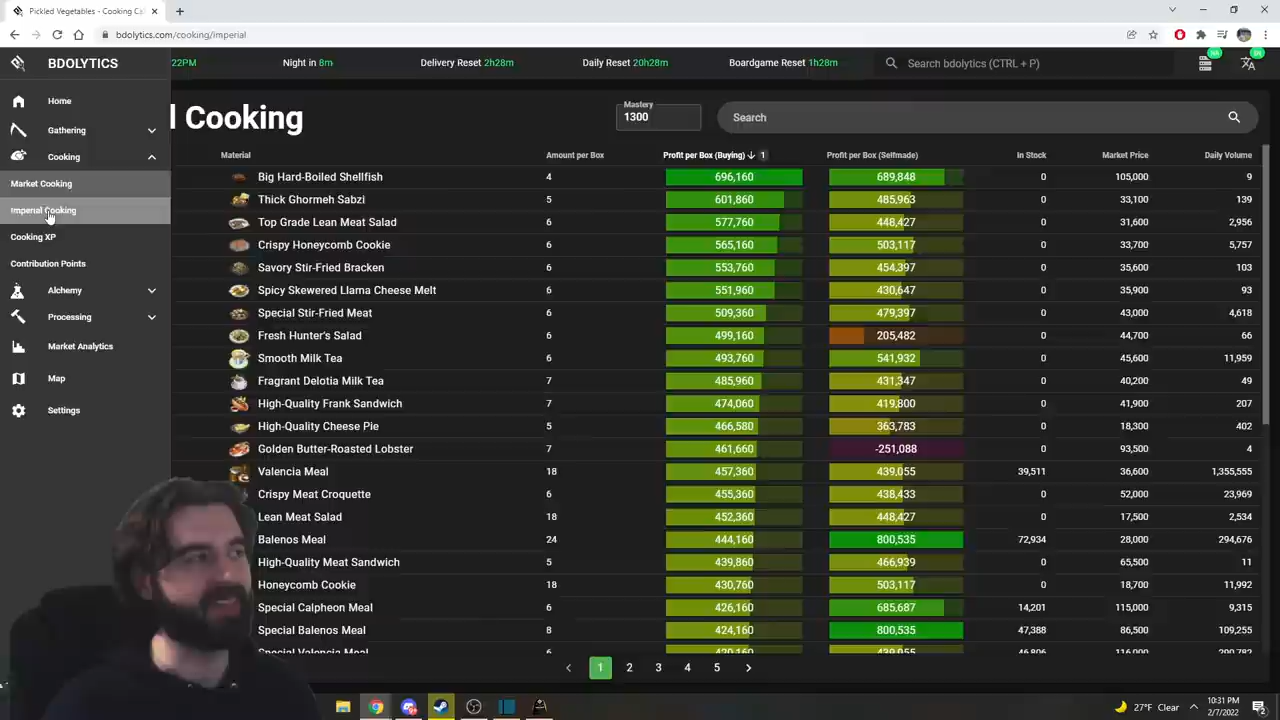 Pickled Vegetables - Cooking Ca
bdolytics.com/cooking/imperial
BDOLYTICS
22PM
Night in 8m
Delivery Reset 2h28m
Daily Reset 20h28m
Boardgame Reset 1h28m
Search bdolytics (CTRL + P)
NA
EN
Home
Gathering
Cooking
Market Cooking
Imperial Cooking
Cooking XP
Contribution Points
Alchemy
Processing
Market Analytics
Map
Settings
l Cooking
Mastery
1300
Search
Material Amount per Box Profit per Box (Buying) 1 Profit per Box (Selfmade) In Stock Market Price Daily Volume
Big Hard-Boiled Shellfish 4 696,160 689,848 0 105,000 9
Thick Ghormeh Sabzi 5 601,860 485,963 0 33,100 139
Top Grade Lean Meat Salad 6 577,760 448,427 0 31,600 2,956
Crispy Honeycomb Cookie 6 565,160 503,117 0 33,700 5,757
Savory Stir-Fried Bracken 6 553,760 454,397 0 35,600 103
Spicy Skewered Llama Cheese Melt 6 551,960 430,647 0 35,900 93
Special Stir-Fried Meat 6 509,360 479,397 0 43,000 4,618
Fresh Hunter's Salad 6 499,160 205,482 0 44,700 66
Smooth Milk Tea 6 493,760 541,932 0 45,600 11,959
Fragrant Delotia Milk Tea 7 485,960 431,347 0 40,200 49
High-Quality Frank Sandwich 7 474,060 419,800 0 41,900 207
High-Quality Cheese Pie 5 466,580 363,783 0 18,300 402
Golden Butter-Roasted Lobster 7 461,660 -251,088 0 93,500 4
Valencia Meal 18 457,360 439,055 39,511 36,600 1,355,555
Crispy Meat Croquette 6 455,360 438,433 0 52,000 23,969
Lean Meat Salad 18 452,360 448,427 0 17,500 2,534
Balenos Meal 24 444,160 800,535 72,934 28,000 294,676
High-Quality Meat Sandwich 5 439,860 466,939 0 65,500 11
Honeycomb Cookie 18 430,760 503,117 0 18,700 11,992
Special Calpheon Meal 6 426,160 685,687 14,201 115,000 9,315
Special Balenos Meal 8 424,160 800,535 47,388 86,500 109,255
Special Valencia Meal 6 420,160 439,055 46,806 116,000 290,782
1 2 3 4 5
27°F Clear
10:31 PM
2/7/2022
2